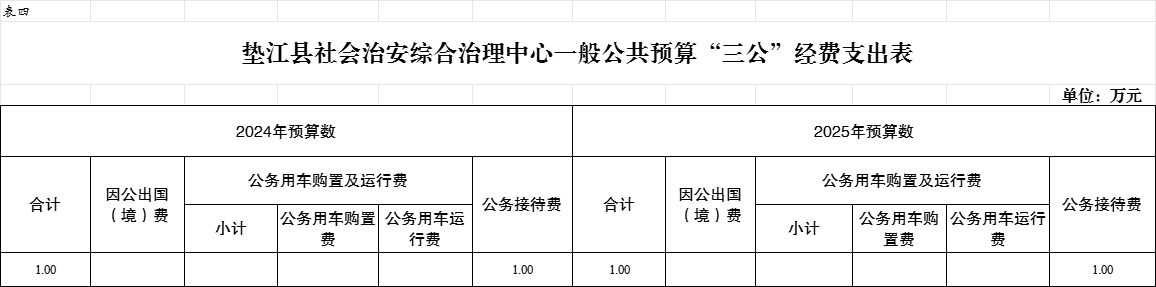 表四
垫江县社会治安综合治理中心一般公共预算“三公”经费支出表
单位：万元
2024年预算数 2025年预算数
合计 因公出国（境）费 公务用车购置及运行费 公务接待费 合计 因公出国（境）费 公务用车购置及运行费 公务接待费
小计 公务用车购置费 公务用车运行费 小计 公务用车购置费 公务用车运行费
1.00 1.00 1.00 1.00